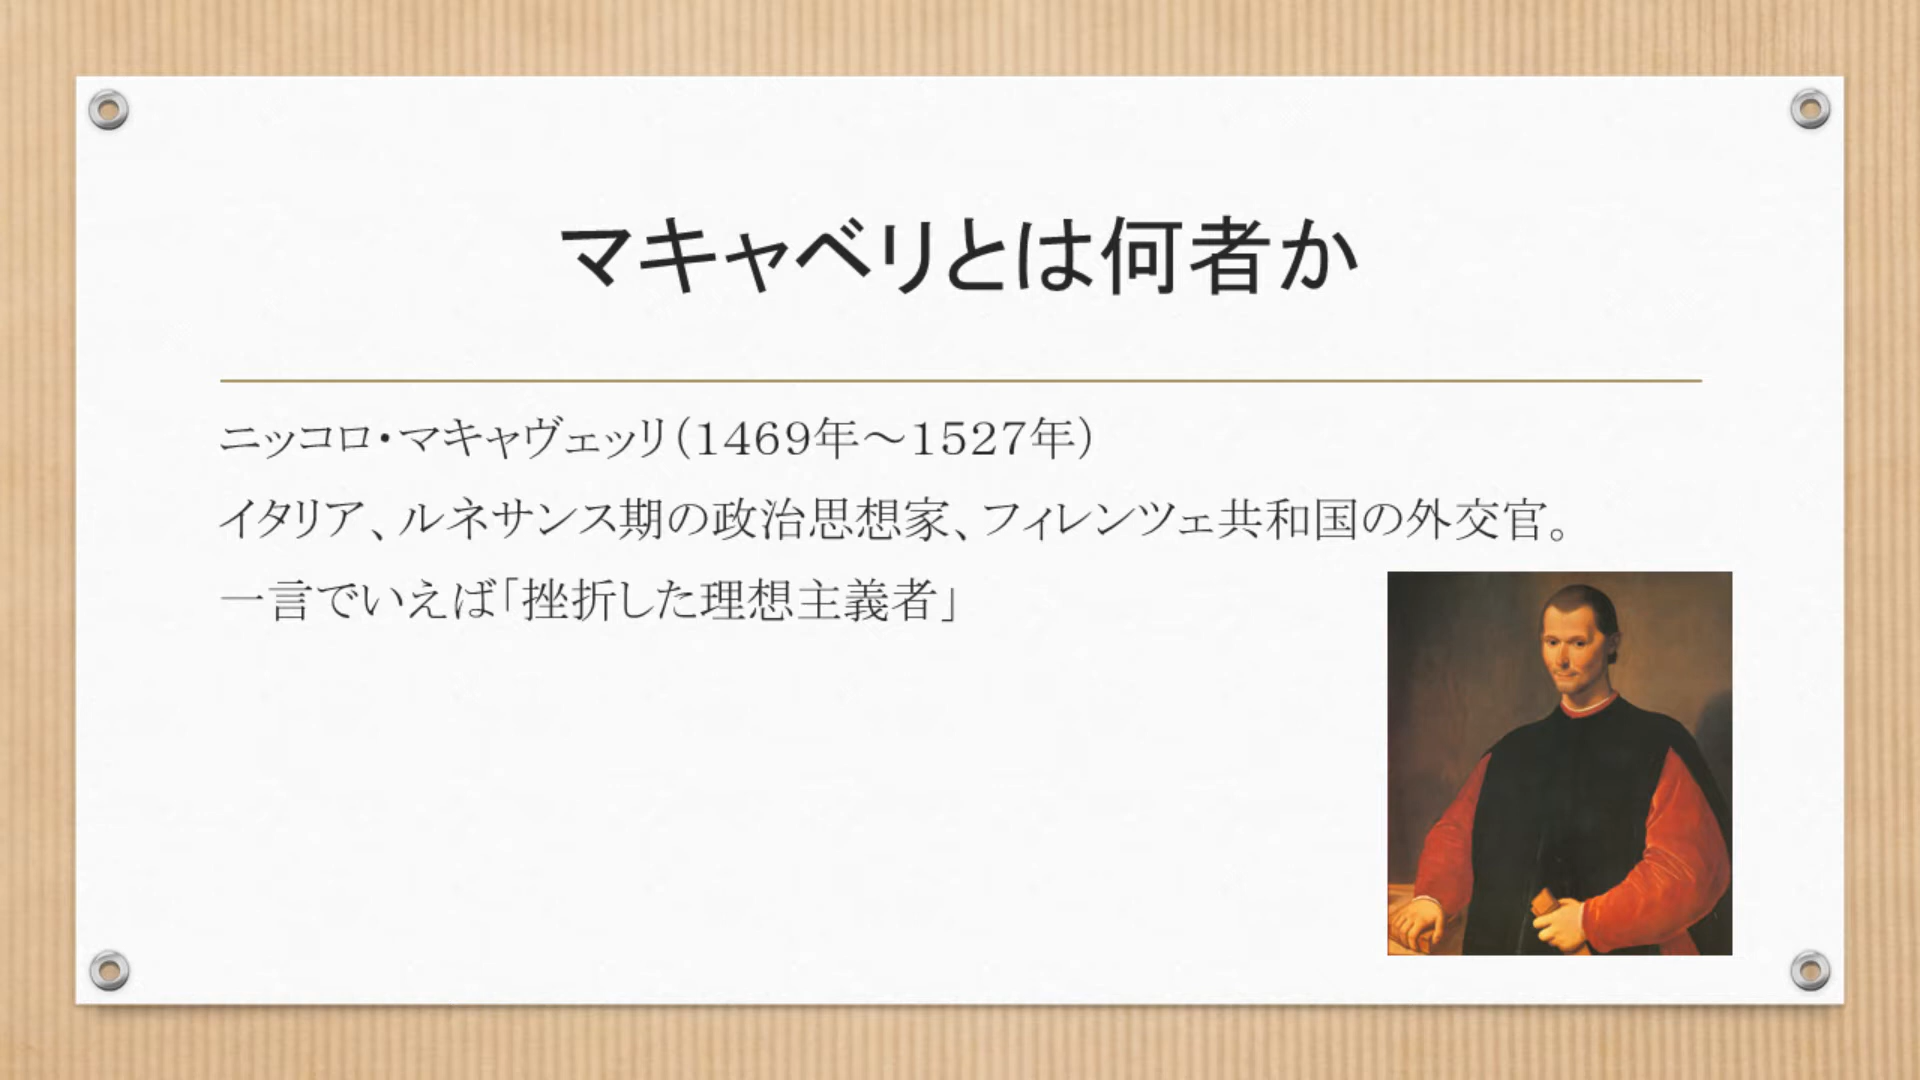 マキャベリとは何者か
ニッコロ・マキャヴェッリ（1469年～1527年）
イタリア、ルネサンス期の政治思想家、フィレンツェ共和国の外交官。
一言でいえば「挫折した理想主義者」